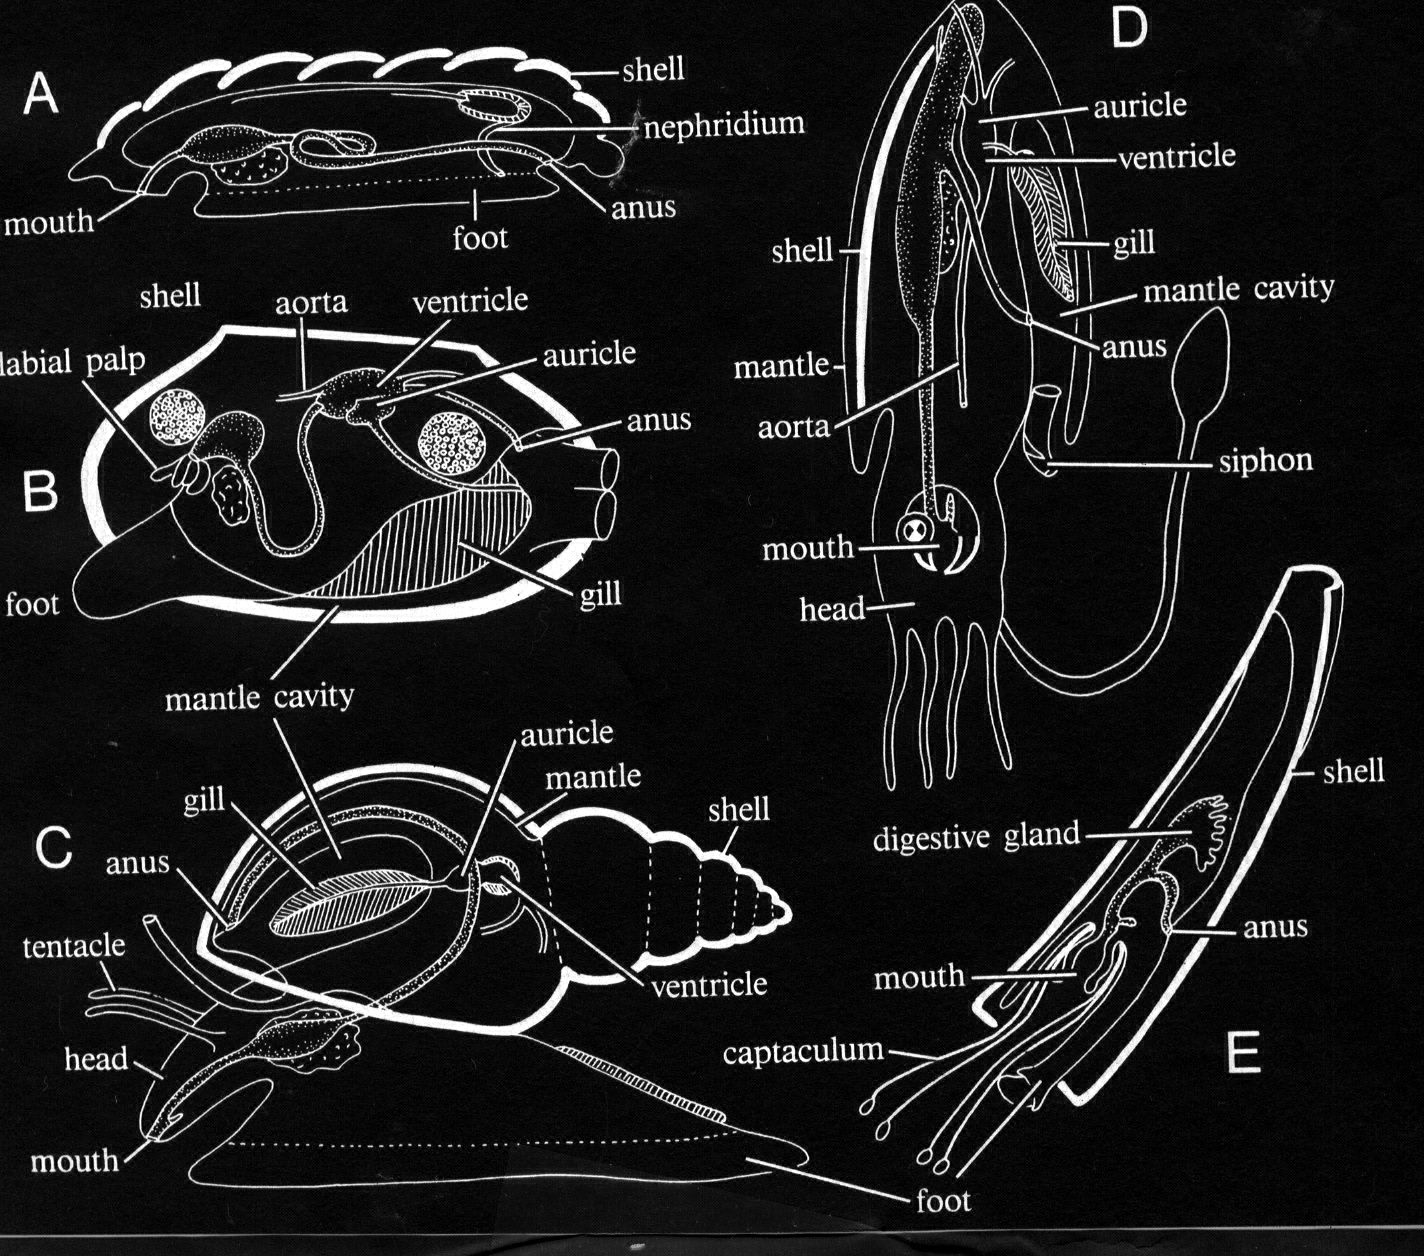 A
shell
nephridium
mouth
foot
anus
shell
aorta
ventricle
labial palp
auricle
anus
B
foot
gill
mantle cavity
auricle
mantle
gill
shell
C
anus
tentacle
ventricle
head
mouth
foot
D
auricle
ventricle
shell
gill
mantle cavity
mantle
anus
aorta
siphon
mouth
head
shell
digestive gland
anus
mouth
captaculum
E